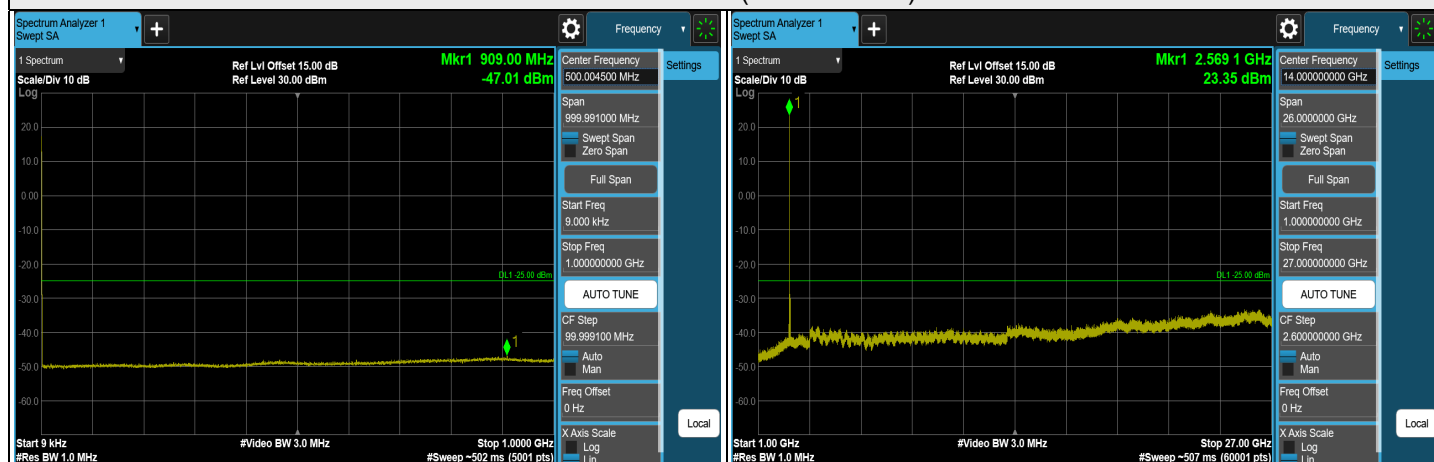 Spectrum Analyzer 1
Swept SA
+
Frequency
1 Spectrum
Scale/Div 10 dB
Ref Lvl Offset 15.00 dB
Ref Level 30.00 dBm
Mkr1 909.00 MHz
-47.01 dBm
Log
20.0
10.0
0.00
-10.0
-20.0
-30.0
-40.0
-50.0
-60.0
DL1 -25.00 dBm
1
Start 9 kHz
#Res BW 1.0 MHz
#Video BW 3.0 MHz
Stop 1.0000 GHz
#Sweep ~502 ms (5001 pts)
Center Frequency
500.004500 MHz
Settings
Span
999.991000 MHz
Swept Span
Zero Span
Full Span
Start Freq
9.000 kHz
Stop Freq
1.000000000 GHz
AUTO TUNE
CF Step
99.999100 MHz
Auto
Man
Freq Offset
0 Hz
X Axis Scale
Log
Lin
Local
Spectrum Analyzer 1
Swept SA
+
Frequency
1 Spectrum
Scale/Div 10 dB
Ref Lvl Offset 15.00 dB
Ref Level 30.00 dBm
Mkr1 2.569 1 GHz
23.35 dBm
Log
1
20.0
10.0
0.00
-10.0
-20.0
-30.0
-40.0
-50.0
-60.0
DL1 -25.00 dBm
Start 1.00 GHz
#Res BW 1.0 MHz
#Video BW 3.0 MHz
Stop 27.00 GHz
#Sweep ~507 ms (60001 pts)
Center Frequency
14.000000000 GHz
Settings
Span
26.0000000 GHz
Swept Span
Zero Span
Full Span
Start Freq
1.000000000 GHz
Stop Freq
27.000000000 GHz
AUTO TUNE
CF Step
2.600000000 GHz
Auto
Man
Freq Offset
0 Hz
X Axis Scale
Log
Lin
Local